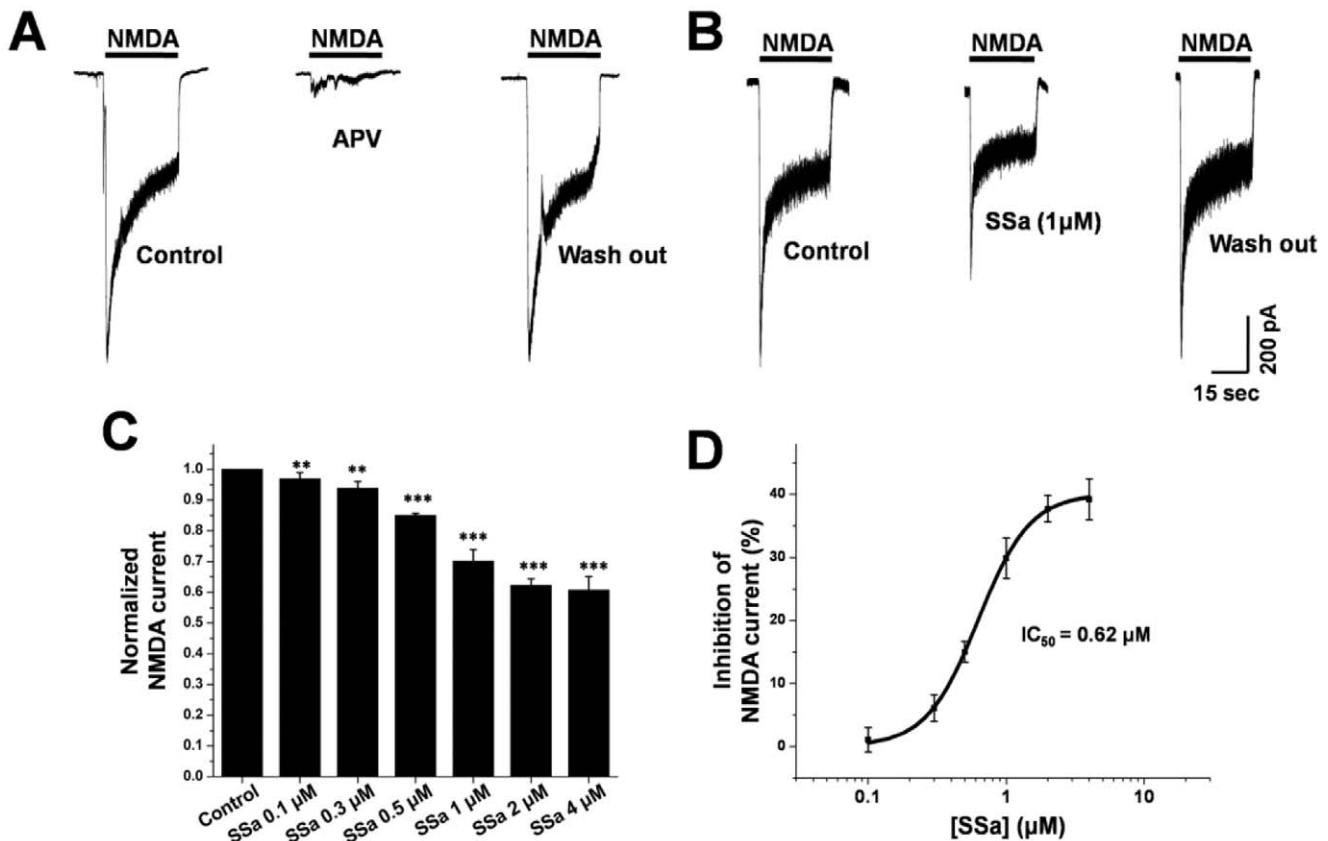 A
NMDA
NMDA
NMDA
APV
Control
Wash out
B
NMDA
NMDA
NMDA
SSa (1µM)
Control
Wash out
200 pA
15 sec
C
Normalized
NMDA current
1.0
0.9
0.8
0.7
0.6
0.5
0.4
0.3
0.2
0.1
0.0
**
**
***
***
***
***
Control
SSa 0.1 µM
SSa 0.3 µM
SSa 0.5 µM
SSa 1 µM
SSa 2 µM
SSa 4 µM
D
Inhibition of
NMDA current (%)
40
30
20
10
0
IC50 = 0.62 µM
0.1
1
10
[SSa] (µM)